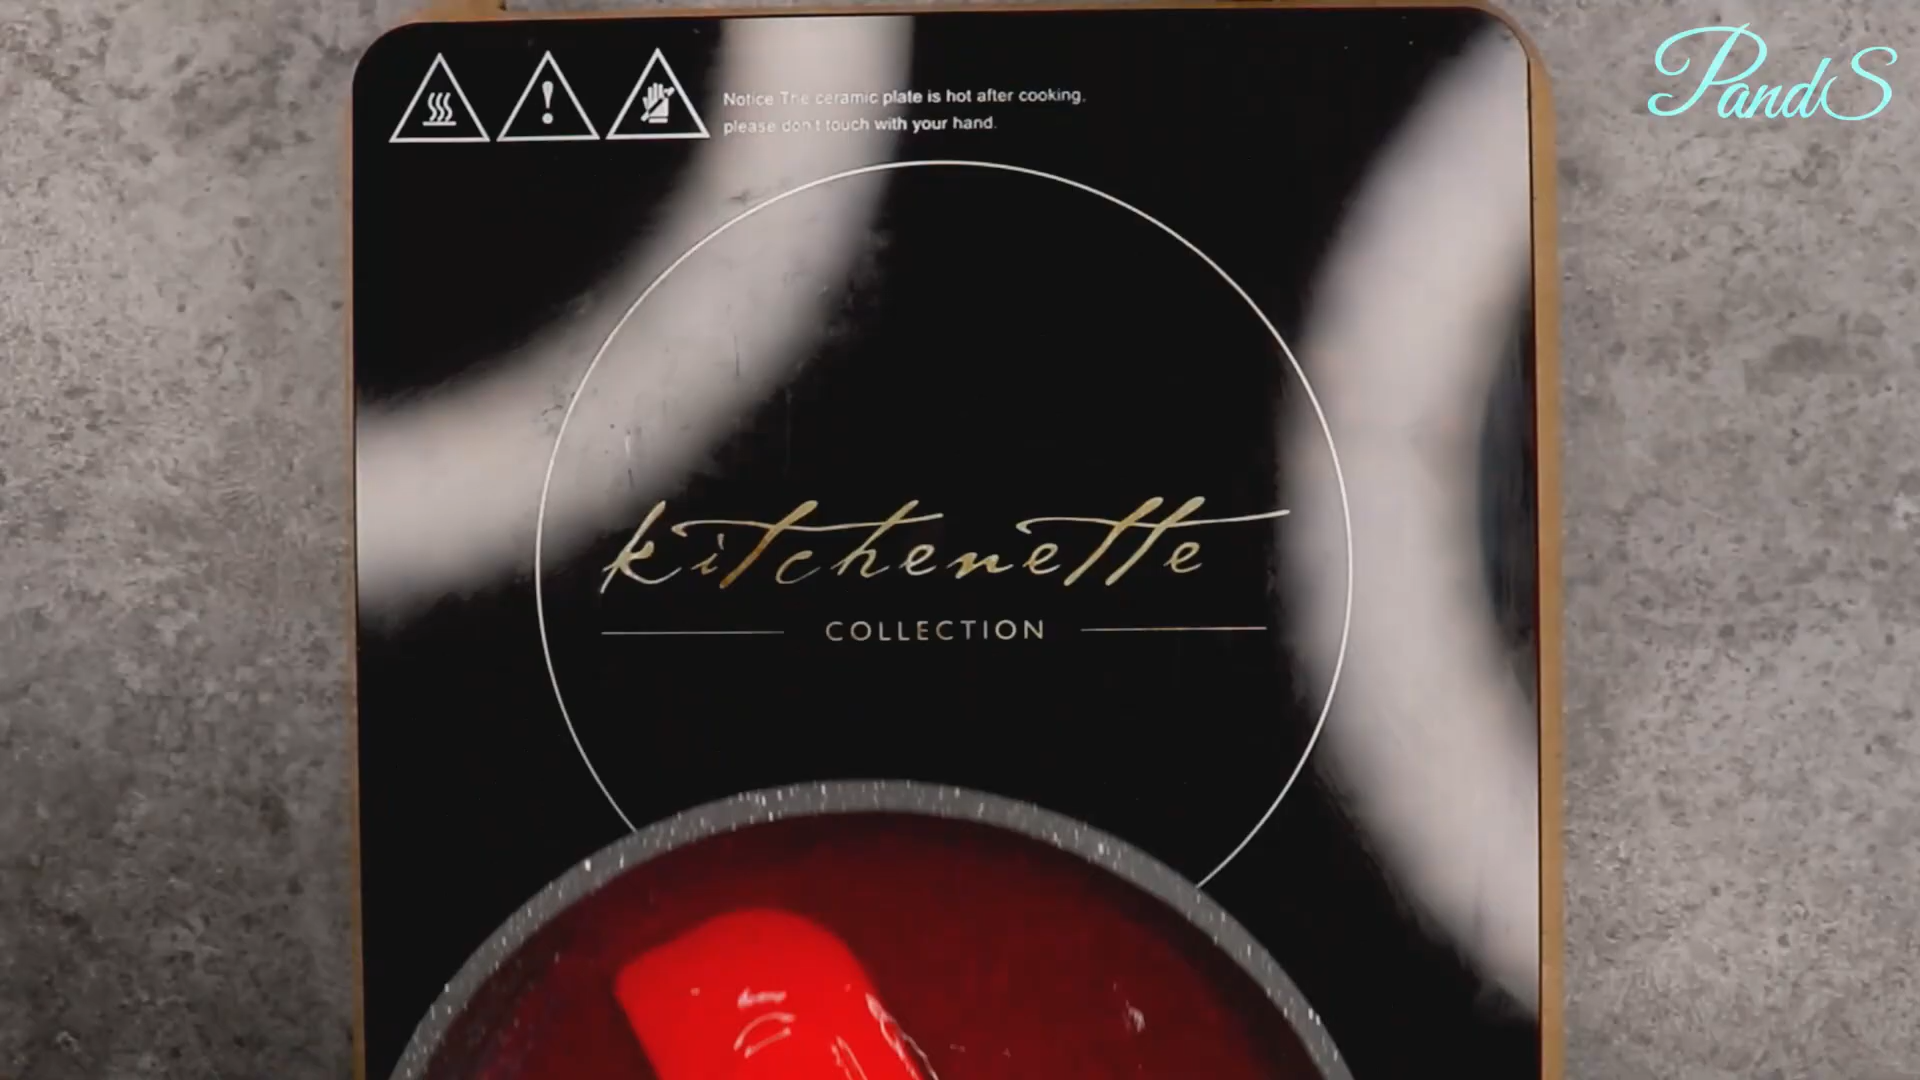 PandS
Notice The ceramic plate is hot after cooking.
please don't touch with your hand.
kitchenette
COLLECTION